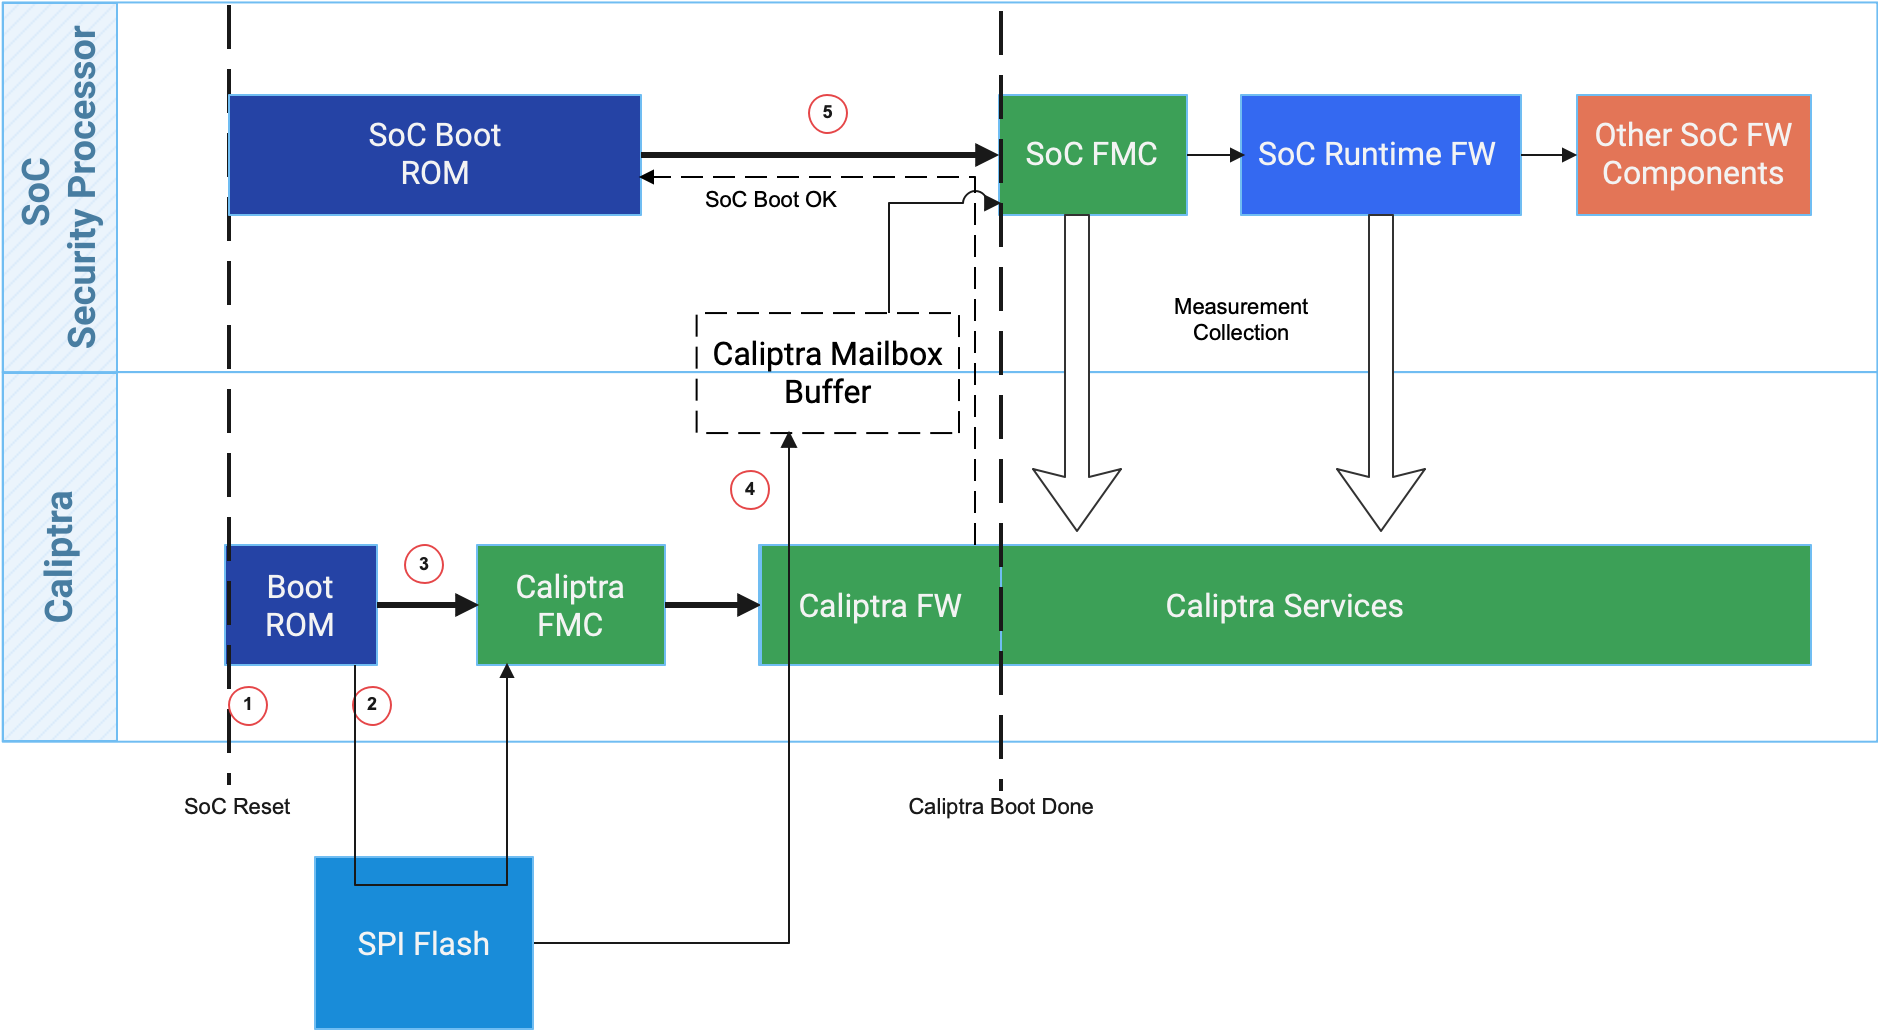 SoC
Security Processor
5
SoC Boot
ROM
SoC FMC
SoC Runtime FW
Other SoC FW
Components
SoC Boot OK
Measurement
Collection
Caliptra Mailbox
Buffer
Caliptra
4
3
Boot
ROM
Caliptra
FMC
Caliptra FW
Caliptra Services
1
2
SoC Reset
Caliptra Boot Done
SPI Flash